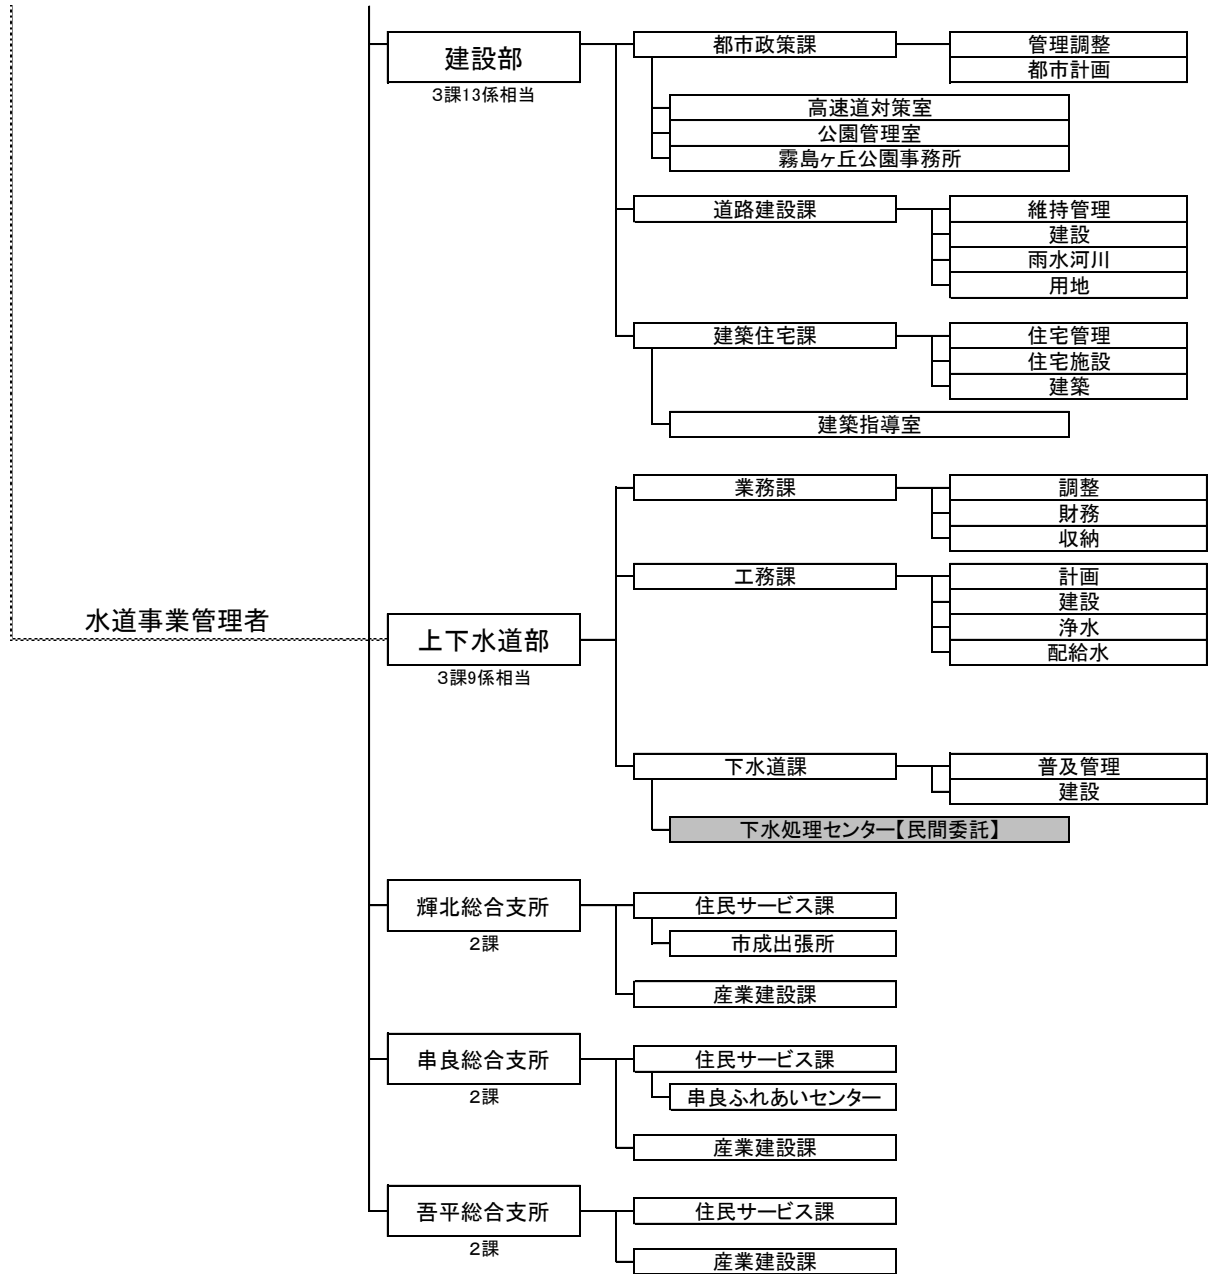 建設部
3課13係相当
都市政策課
管理調整
都市計画
高速道対策室
公園管理室
霧島ヶ丘公園事務所
道路建設課
維持管理
建設
雨水河川
用地
建築住宅課
住宅管理
住宅施設
建築
建築指導室
水道事業管理者
上下水道部
3課9係相当
業務課
調整
財務
収納
工務課
計画
建設
浄水
配給水
下水道課
普及管理
建設
下水処理センター【民間委託】
輝北総合支所
2課
住民サービス課
市成出張所
産業建設課
串良総合支所
2課
住民サービス課
串良ふれあいセンター
産業建設課
吾平総合支所
2課
住民サービス課
産業建設課